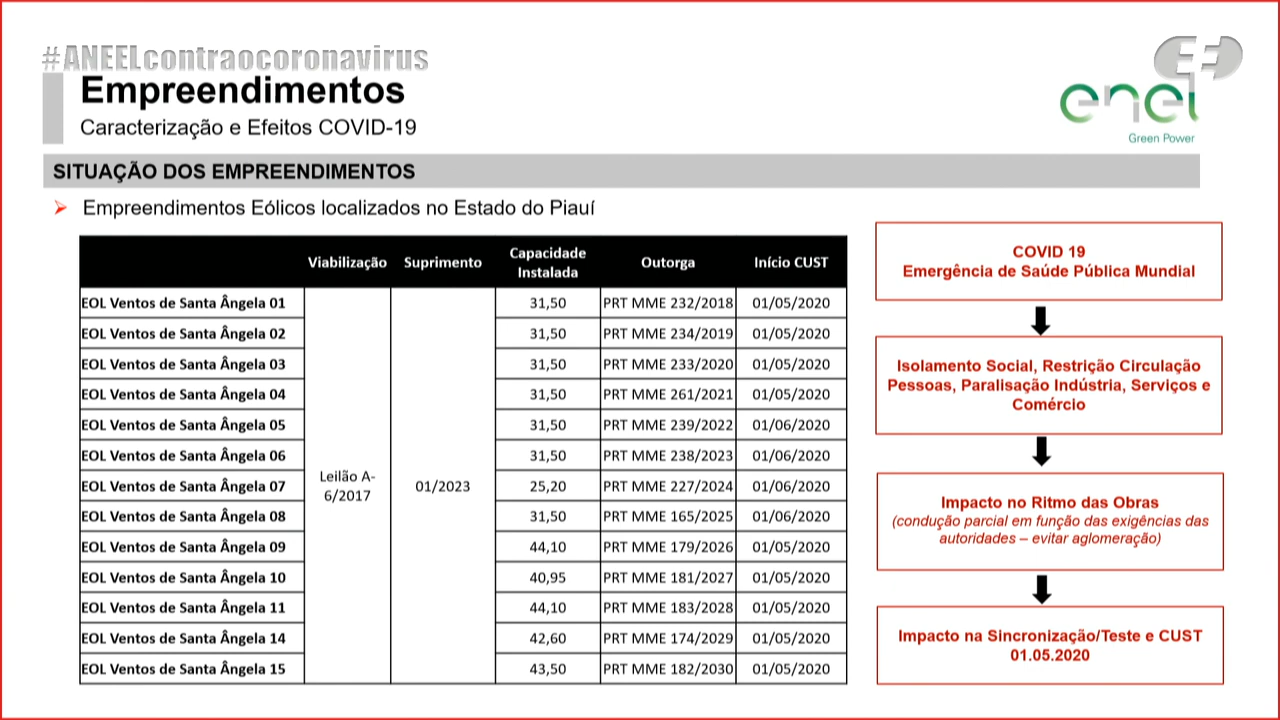 #ANEELcontraocoronavirus
Empreendimentos
Caracterização e Efeitos COVID-19
enel
Green Power
SITUAÇÃO DOS EMPREENDIMENTOS
Empreendimentos Eólicos localizados no Estado do Piauí
Viabilização Suprimento Capacidade Instalada Outorga Início CUST
EOL Ventos de Santa Ângela 01 31,50 PRT MME 232/2018 01/05/2020
EOL Ventos de Santa Ângela 02 31,50 PRT MME 234/2019 01/05/2020
EOL Ventos de Santa Ângela 03 31,50 PRT MME 233/2020 01/05/2020
EOL Ventos de Santa Ângela 04 31,50 PRT MME 261/2021 01/05/2020
EOL Ventos de Santa Ângela 05 31,50 PRT MME 239/2022 01/06/2020
EOL Ventos de Santa Ângela 06 31,50 PRT MME 238/2023 01/06/2020
EOL Ventos de Santa Ângela 07 25,20 PRT MME 227/2024 01/06/2020
Leilão A-
6/2017
01/2023
EOL Ventos de Santa Ângela 08 31,50 PRT MME 165/2025 01/06/2020
EOL Ventos de Santa Ângela 09 44,10 PRT MME 179/2026 01/05/2020
EOL Ventos de Santa Ângela 10 40,95 PRT MME 181/2027 01/05/2020
EOL Ventos de Santa Ângela 11 44,10 PRT MME 183/2028 01/05/2020
EOL Ventos de Santa Ângela 14 42,60 PRT MME 174/2029 01/05/2020
EOL Ventos de Santa Ângela 15 43,50 PRT MME 182/2030 01/05/2020
COVID 19
Emergência de Saúde Pública Mundial
Isolamento Social, Restrição Circulação
Pessoas, Paralisação Indústria, Serviços e
Comércio
Impacto no Ritmo das Obras
(condução parcial em função das exigências das
autoridades – evitar aglomeração)
Impacto na Sincronização/Teste e CUST
01.05.2020